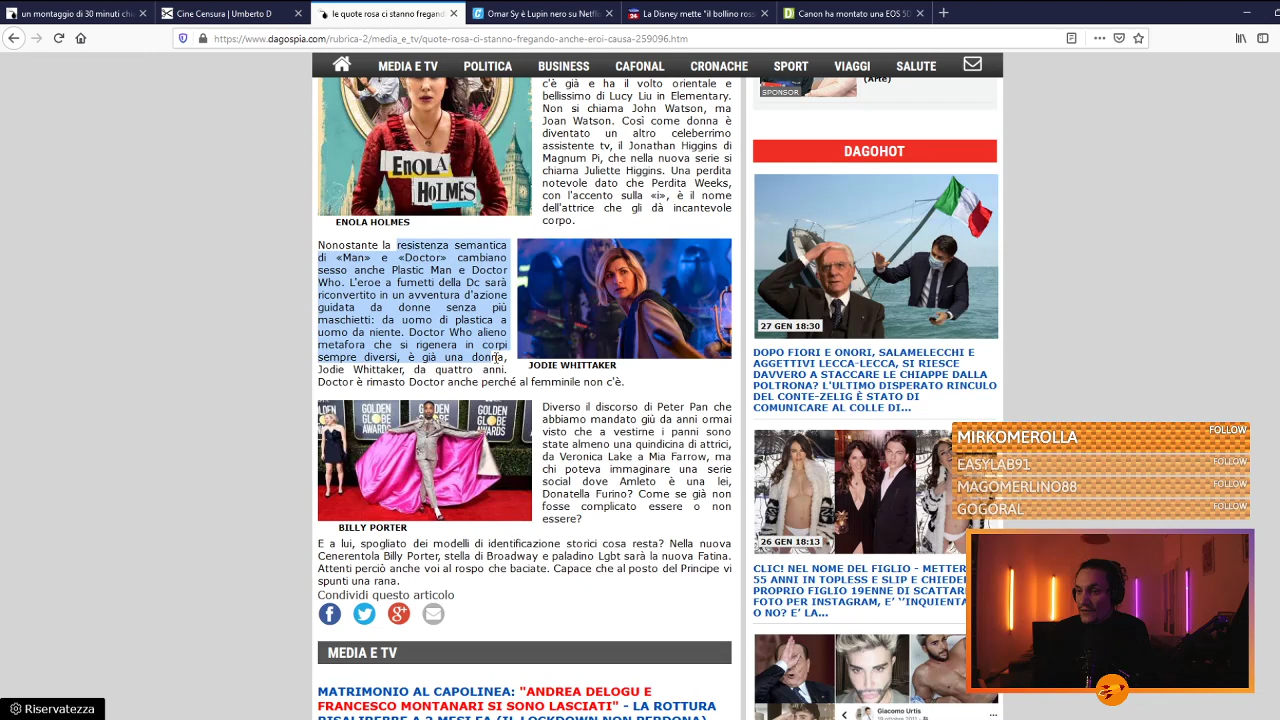 un montaggio di 30 minuti chi
Cine Censura | Umberto D
le quote rosa ci stanno fregando
Omar Sy è Lupin nero su Netflix
La Disney mette "il bollino rosso
Canon ha montato una EOS 5D
https://www.dagospia.com/rubrica-2/media_e_tv/quote-rosa-ci-stanno-fregando-anche-eroi-causa-259096.htm
MEDIA E TV POLITICA BUSINESS CAFONAL CRONACHE SPORT VIAGGI SALUTE
ENOLA
HOLMES
ENOLA HOLMES
c'è già e ha il volto orientale e
bellissimo di Lucy Liu in Elementary.
Non si chiama John Watson, ma
Joan Watson. Così come donna è
diventato un altro celeberrimo
assistente tv, il Jonathan Higgins di
Magnum Pi, che nella nuova serie si
chiama Juliette Higgins. Una perdita
notevole dato che Perdita Weeks,
con l'accento sulla «i», è il nome
dell'attrice che gli dà incantevole
corpo.
Nonostante la resistenza semantica
di «Man» e «Doctor» cambiano
sesso anche Plastic Man e Doctor
Who. L'eroe a fumetti della Dc sarà
riconvertito in un avventura d'azione
guidata da donne senza più
maschietti: da uomo di plastica a
uomo da niente. Doctor Who alieno
metafora che si rigenera in corpi
sempre diversi, è già una donna,
Jodie Whittaker, da quattro anni.
Doctor è rimasto Doctor anche perché al femminile non c'è.
JODIE WHITTAKER
GOLDEN GLOBE AWARDS
BILLY PORTER
Diverso il discorso di Peter Pan che
abbiamo mandato giù da anni ormai
visto che a vestirne i panni sono
state almeno una quindicina di attrici,
da Veronica Lake a Mia Farrow, ma
chi poteva immaginare una serie
social dove Amleto è una lei,
Donatella Furino? Come se già non
fosse complicato essere o non
essere?
E a lui, spogliato dei modelli di identificazione storici cosa resta? Nella nuova
Cenerentola Billy Porter, stella di Broadway e paladino Lgbt sarà la nuova Fatina.
Attenti perciò anche voi al rospo che baciate. Capace che al posto del Principe vi
spunti una rana.
Condividi questo articolo
MEDIA E TV
MATRIMONIO AL CAPOLINEA: "ANDREA DELOGU E
FRANCESCO MONTANARI SI SONO LASCIATI" - LA ROTTURA
RISALIREBBE A 2 MESI FA (IL LOCKDOWN NON PERDONA)
(Arte)
SPONSOR
DAGOHOT
27 GEN 18:30
DOPO FIORI E ONORI, SALAMELECCHI E
AGGETTIVI LECCA-LECCA, SI RIESCE
DAVVERO A STACCARE LE CHIAPPE DALLA
POLTRONA? L'ULTIMO DISPERATO RINCULO
DEL CONTE-ZELIG È STATO DI
COMUNICARE AL COLLE DI...
26 GEN 18:13
CLIC! NEL NOME DEL FIGLIO - METTER
55 ANNI IN TOPLESS E SLIP E CHIEDER
PROPRIO FIGLIO 19ENNE DI SCATTAR
FOTO PER INSTAGRAM, E' "INQUIENTA
O NO? E' LA...
Giacomo Urtis
MIRKOMEROLLA FOLLOW
EASYLAB91 FOLLOW
MAGOMERLINO88 FOLLOW
GOGORAL FOLLOW
Riservatezza